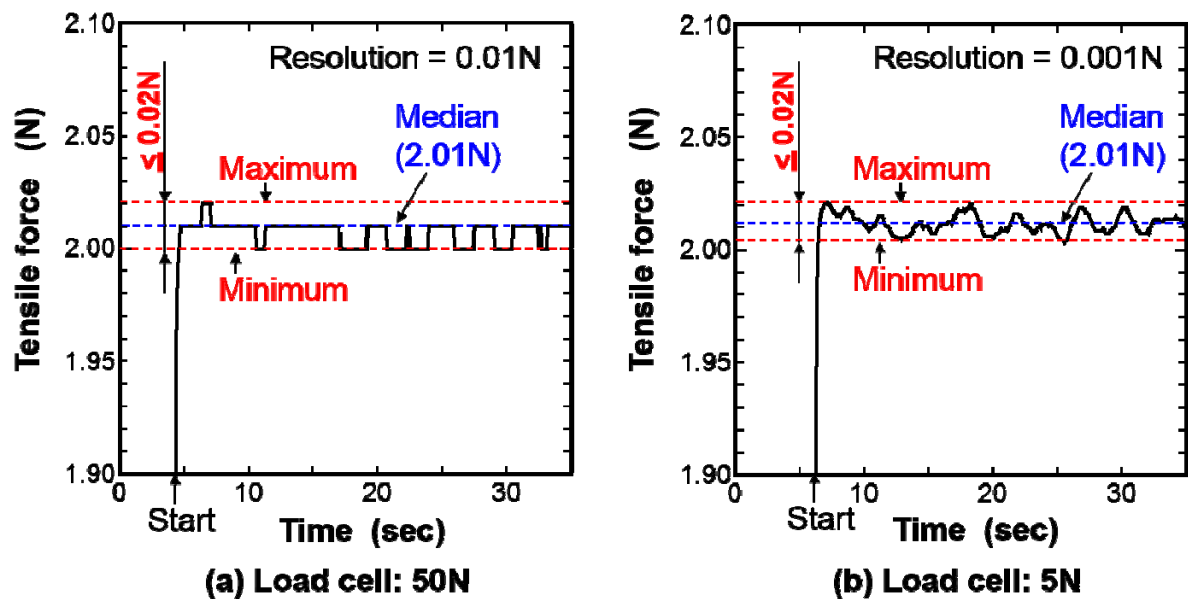 Tensile force (N)
2.10
2.05
2.00
1.95
1.90
Resolution = 0.01N
≤ 0.02N
Median
(2.01N)
Maximum
Minimum
0
10
20
30
Start
Time (sec)
(a) Load cell: 50N
Tensile force (N)
2.10
2.05
2.00
1.95
1.90
Resolution = 0.001N
≤ 0.02N
Median
(2.01N)
Maximum
Minimum
0
10
20
30
Start
Time (sec)
(b) Load cell: 5N